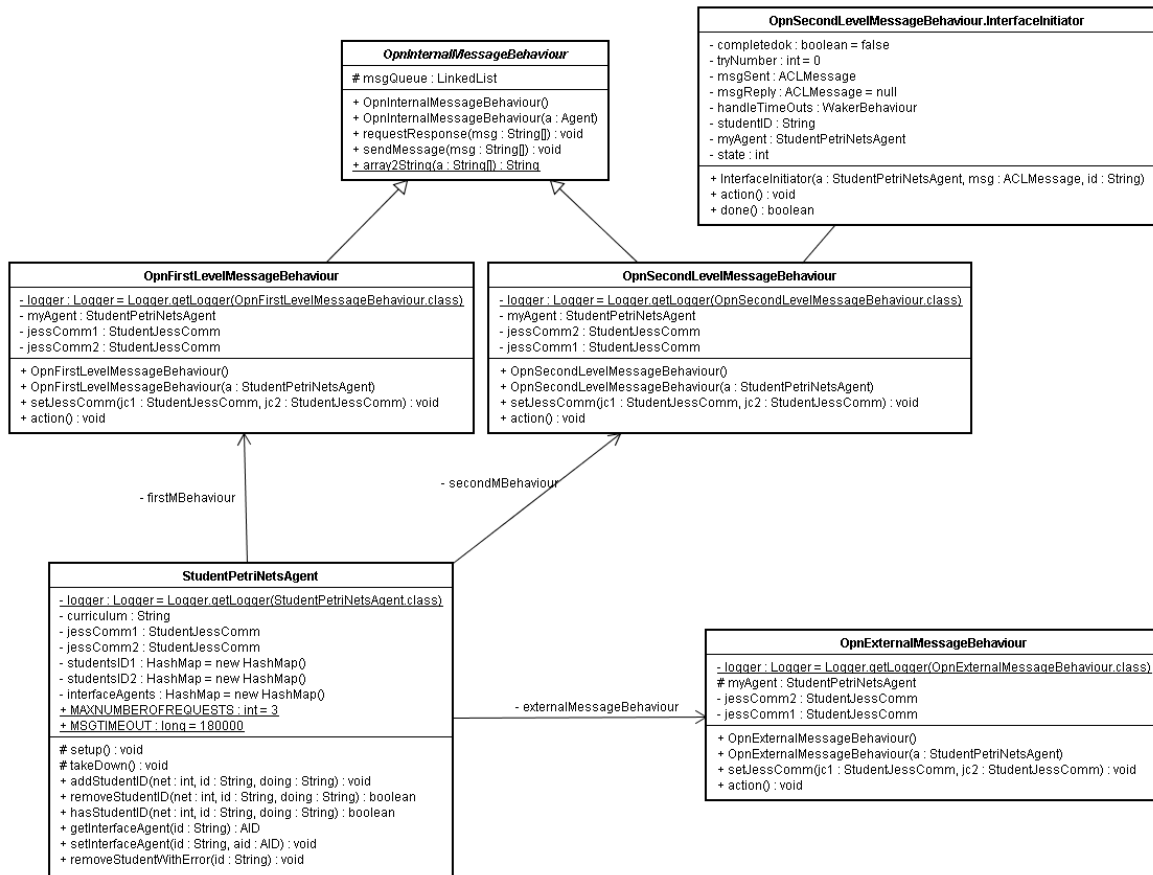 OpnSecondLevelMessageBehaviour.InterfaceInitiator
- completedok : boolean = false
- tryNumber : int = 0
- msgSent : ACLMessage
- msgReply : ACLMessage = null
- handleTimeOuts : WakerBehaviour
- studentID : String
- myAgent : StudentPetriNetsAgent
- state : int
+ InterfaceInitiator(a : StudentPetriNetsAgent, msg : ACLMessage, id : String)
+ action() : void
+ done() : boolean
OpnInternalMessageBehaviour
# msgQueue : LinkedList
+ OpnInternalMessageBehaviour()
+ OpnInternalMessageBehaviour(a : Agent)
+ requestResponse(msg : String[]) : void
+ sendMessage(msg : String[]) : void
+ array2String(a : String[]) : String
OpnFirstLevelMessageBehaviour
- logger : Logger = Logger.getLogger(OpnFirstLevelMessageBehaviour.class)
- myAgent : StudentPetriNetsAgent
- jessComm1 : StudentJessComm
- jessComm2 : StudentJessComm
+ OpnFirstLevelMessageBehaviour()
+ OpnFirstLevelMessageBehaviour(a : StudentPetriNetsAgent)
+ setJessComm(jc1 : StudentJessComm, jc2 : StudentJessComm) : void
+ action() : void
OpnSecondLevelMessageBehaviour
- logger : Logger = Logger.getLogger(OpnSecondLevelMessageBehaviour.class)
- myAgent : StudentPetriNetsAgent
- jessComm2 : StudentJessComm
- jessComm1 : StudentJessComm
+ OpnSecondLevelMessageBehaviour()
+ OpnSecondLevelMessageBehaviour(a : StudentPetriNetsAgent)
+ setJessComm(jc1 : StudentJessComm, jc2 : StudentJessComm) : void
+ action() : void
- firstMBehaviour
- secondMBehaviour
StudentPetriNetsAgent
- logger : Logger = Logger.getLogger(StudentPetriNetsAgent.class)
- curriculum : String
- jessComm1 : StudentJessComm
- jessComm2 : StudentJessComm
- studentsID1 : HashMap = new HashMap()
- studentsID2 : HashMap = new HashMap()
- interfaceAgents : HashMap = new HashMap()
+ MAXNUMBEROFREQUESTS : int = 3
+ MSGTIMEOUT : long = 180000
# setup() : void
# takeDown() : void
+ addStudentID(net : int, id : String, doing : String) : void
+ removeStudentID(net : int, id : String, doing : String) : boolean
+ hasStudentID(net : int, id : String, doing : String) : boolean
+ getInterfaceAgent(id : String) : AID
+ setInterfaceAgent(id : String, aid : AID) : void
+ removeStudentWithError(id : String) : void
- externalMessageBehaviour
OpnExternalMessageBehaviour
- logger : Logger = Logger.getLogger(OpnExternalMessageBehaviour.class)
# myAgent : StudentPetriNetsAgent
- jessComm2 : StudentJessComm
- jessComm1 : StudentJessComm
+ OpnExternalMessageBehaviour()
+ OpnExternalMessageBehaviour(a : StudentPetriNetsAgent)
+ setJessComm(jc1 : StudentJessComm, jc2 : StudentJessComm) : void
+ action() : void